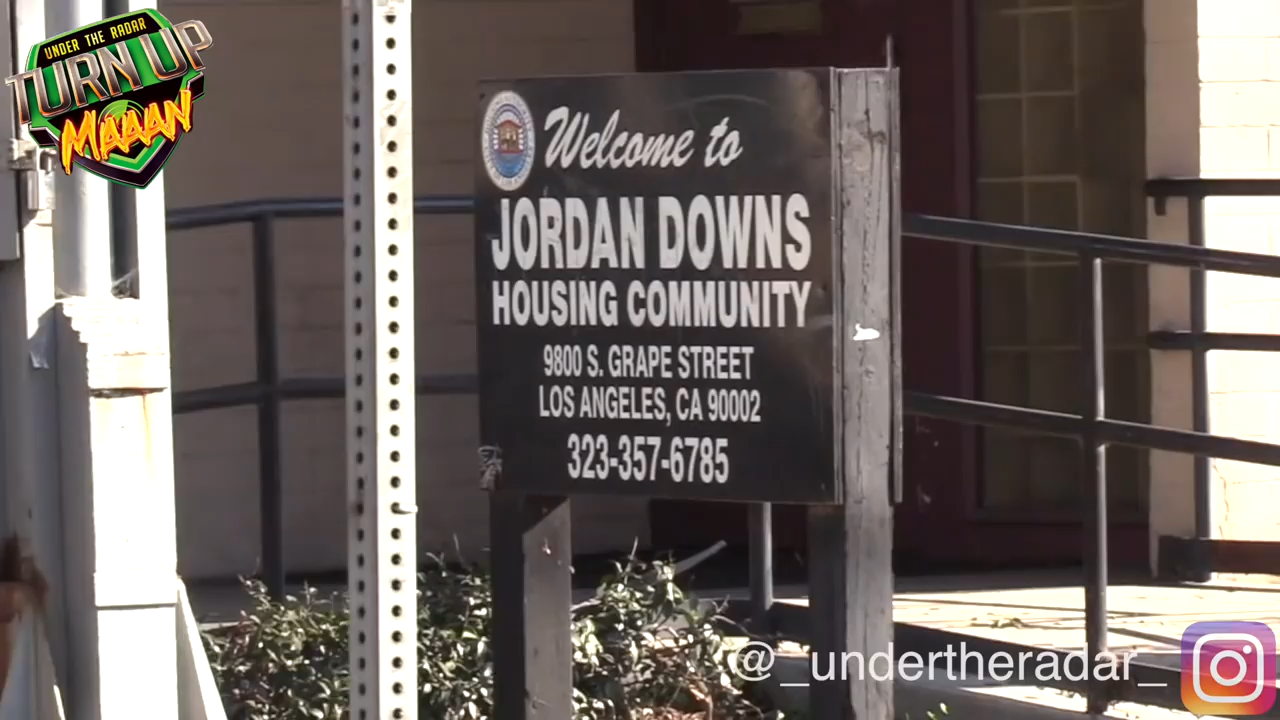 UNDER THE RADAR
TURN UP
MAAAN
Welcome to
JORDAN DOWNS
HOUSING COMMUNITY
9800 S. GRAPE STREET
LOS ANGELES, CA 90002
323-357-6785
@_undertheradar_